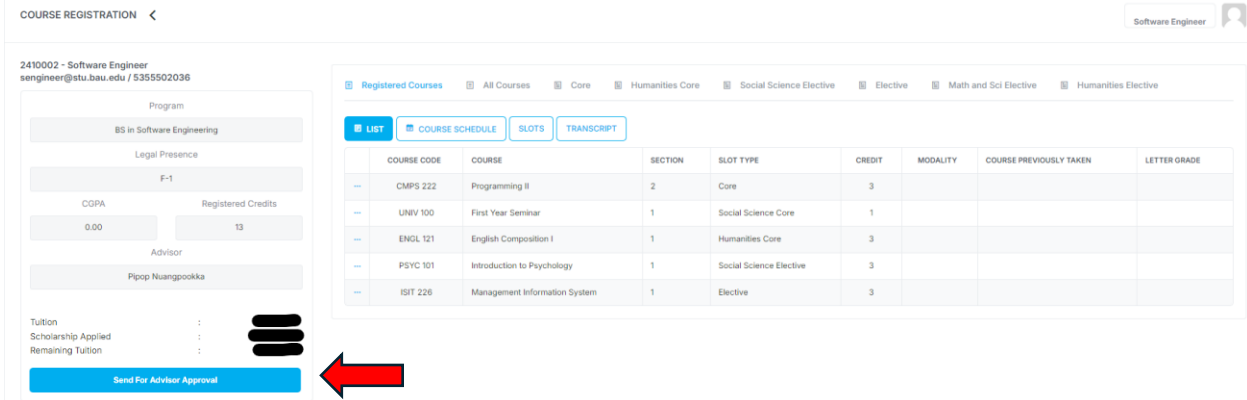 COURSE REGISTRATION
Software Engineer
2410002 - Software Engineer
sengineer@stu.bau.edu / 5355502036
Program
BS in Software Engineering
Legal Presence
F-1
CGPA Registered Credits
0.00 13
Advisor
Pipop Nuangpookka
Tuition :
Scholarship Applied :
Remaining Tuition :
Send For Advisor Approval
Registered Courses All Courses Core Humanities Core Social Science Elective Elective Math and Sci Elective Humanities Elective
LIST COURSE SCHEDULE SLOTS TRANSCRIPT
COURSE CODE COURSE SECTION SLOT TYPE CREDIT MODALITY COURSE PREVIOUSLY TAKEN LETTER GRADE
CMPS 222 Programming II 2 Core 3
UNIV 100 First Year Seminar 1 Social Science Core 1
ENGL 121 English Composition I 1 Humanities Core 3
PSYC 101 Introduction to Psychology 1 Social Science Elective 3
ISIT 226 Management Information System 1 Elective 3